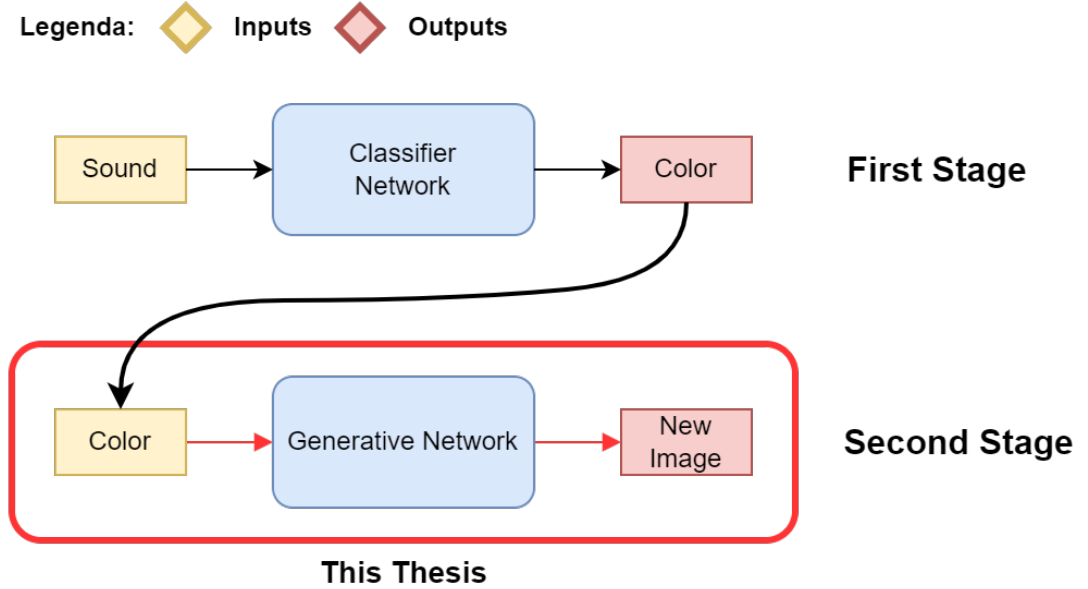 Legenda: Inputs Outputs
Sound
Classifier
Network
Color
First Stage
Color
Generative Network
New
Image
Second Stage
This Thesis